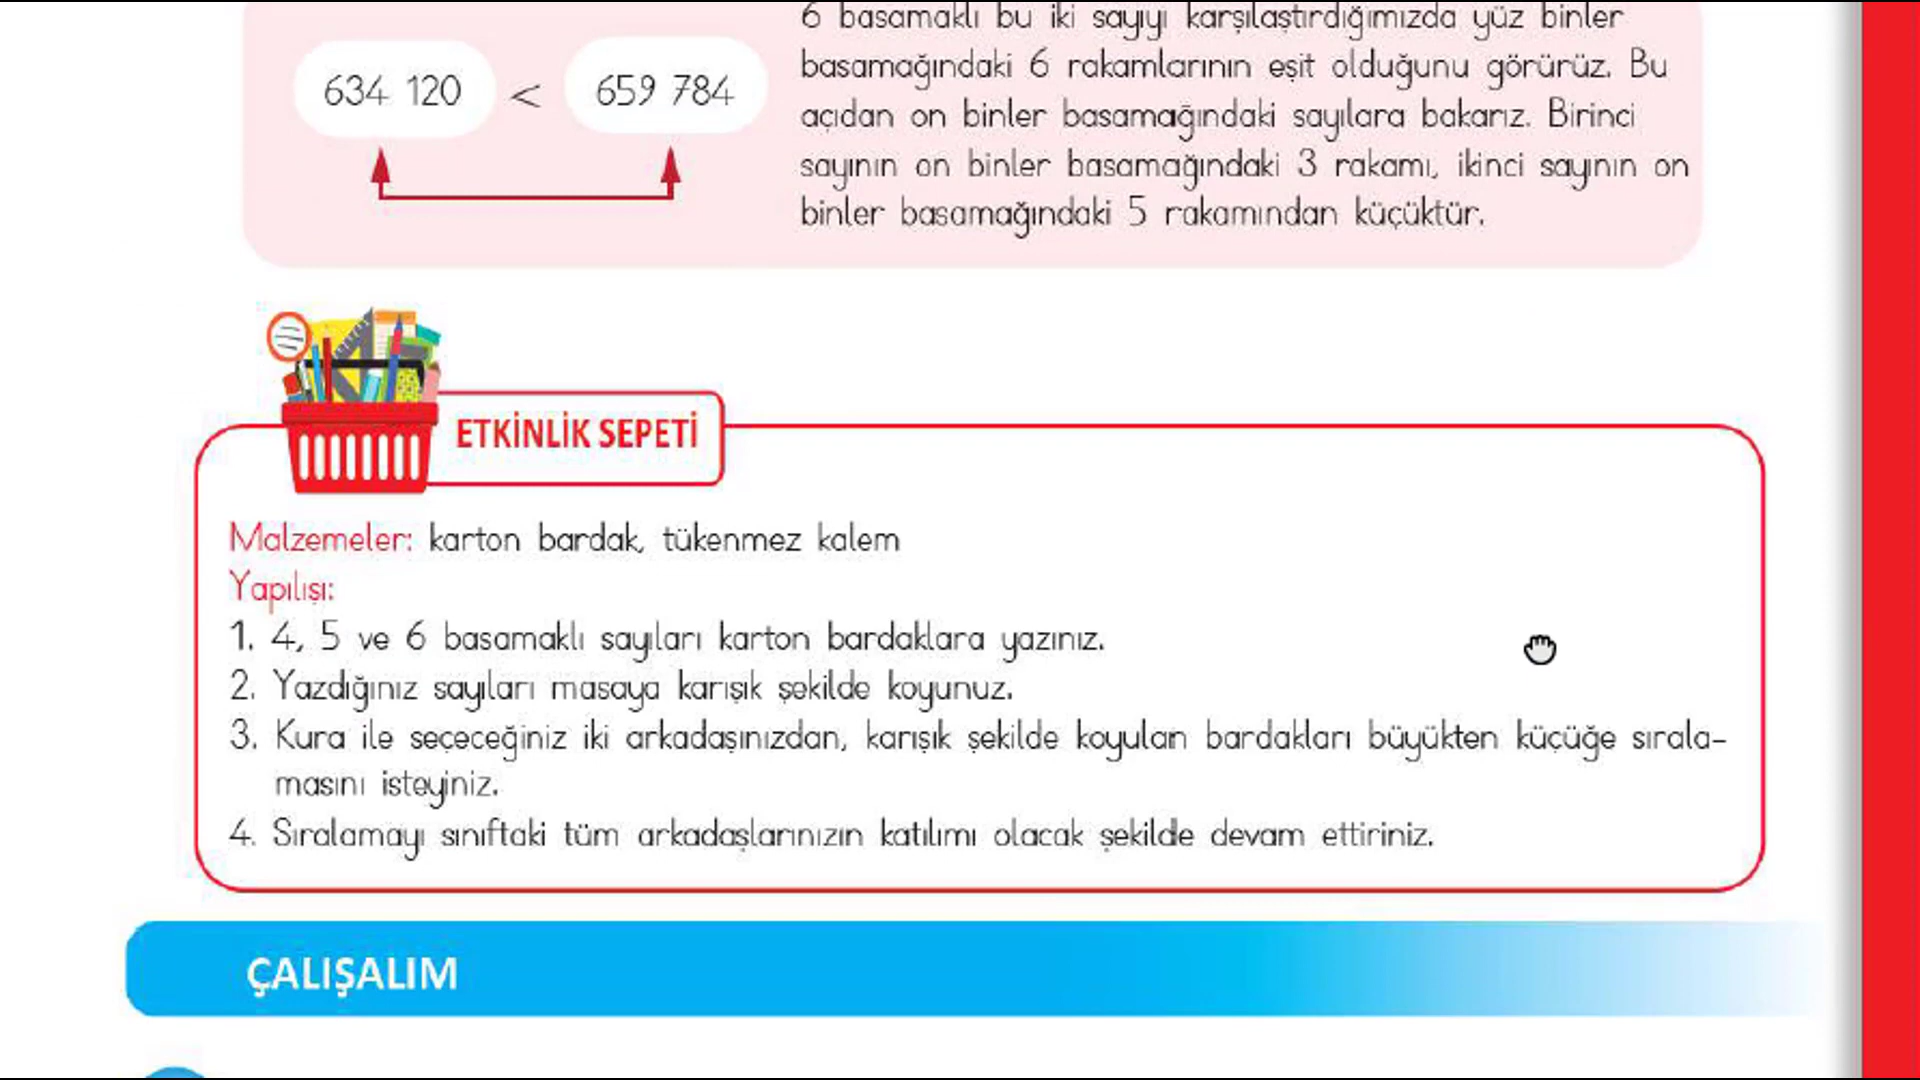 6 basamaklı bu iki sayıyı karşılaştırdığımızda yüz binler
basamağındaki 6 rakamlarının eşit olduğunu görürüz. Bu
açıdan on binler basamağındaki sayılara bakarız. Birinci
sayının on binler basamağındaki 3 rakamı, ikinci sayının on
binler basamağındaki 5 rakamından küçüktür.
634 120 < 659 784
ETKİNLİK SEPETİ
Malzemeler: karton bardak, tükenmez kalem
Yapılışı:
1. 4, 5 ve 6 basamaklı sayıları karton bardaklara yazınız.
2. Yazdığınız sayıları masaya karışık şekilde koyunuz.
3. Kura ile seçeceğiniz iki arkadaşınızdan, karışık şekilde koyulan bardakları büyükten küçüğe sırala-
masını isteyiniz.
4. Sıralamayı sınıftaki tüm arkadaşlarınızın katılımı olacak şekilde devam ettiriniz.
ÇALIŞALIM